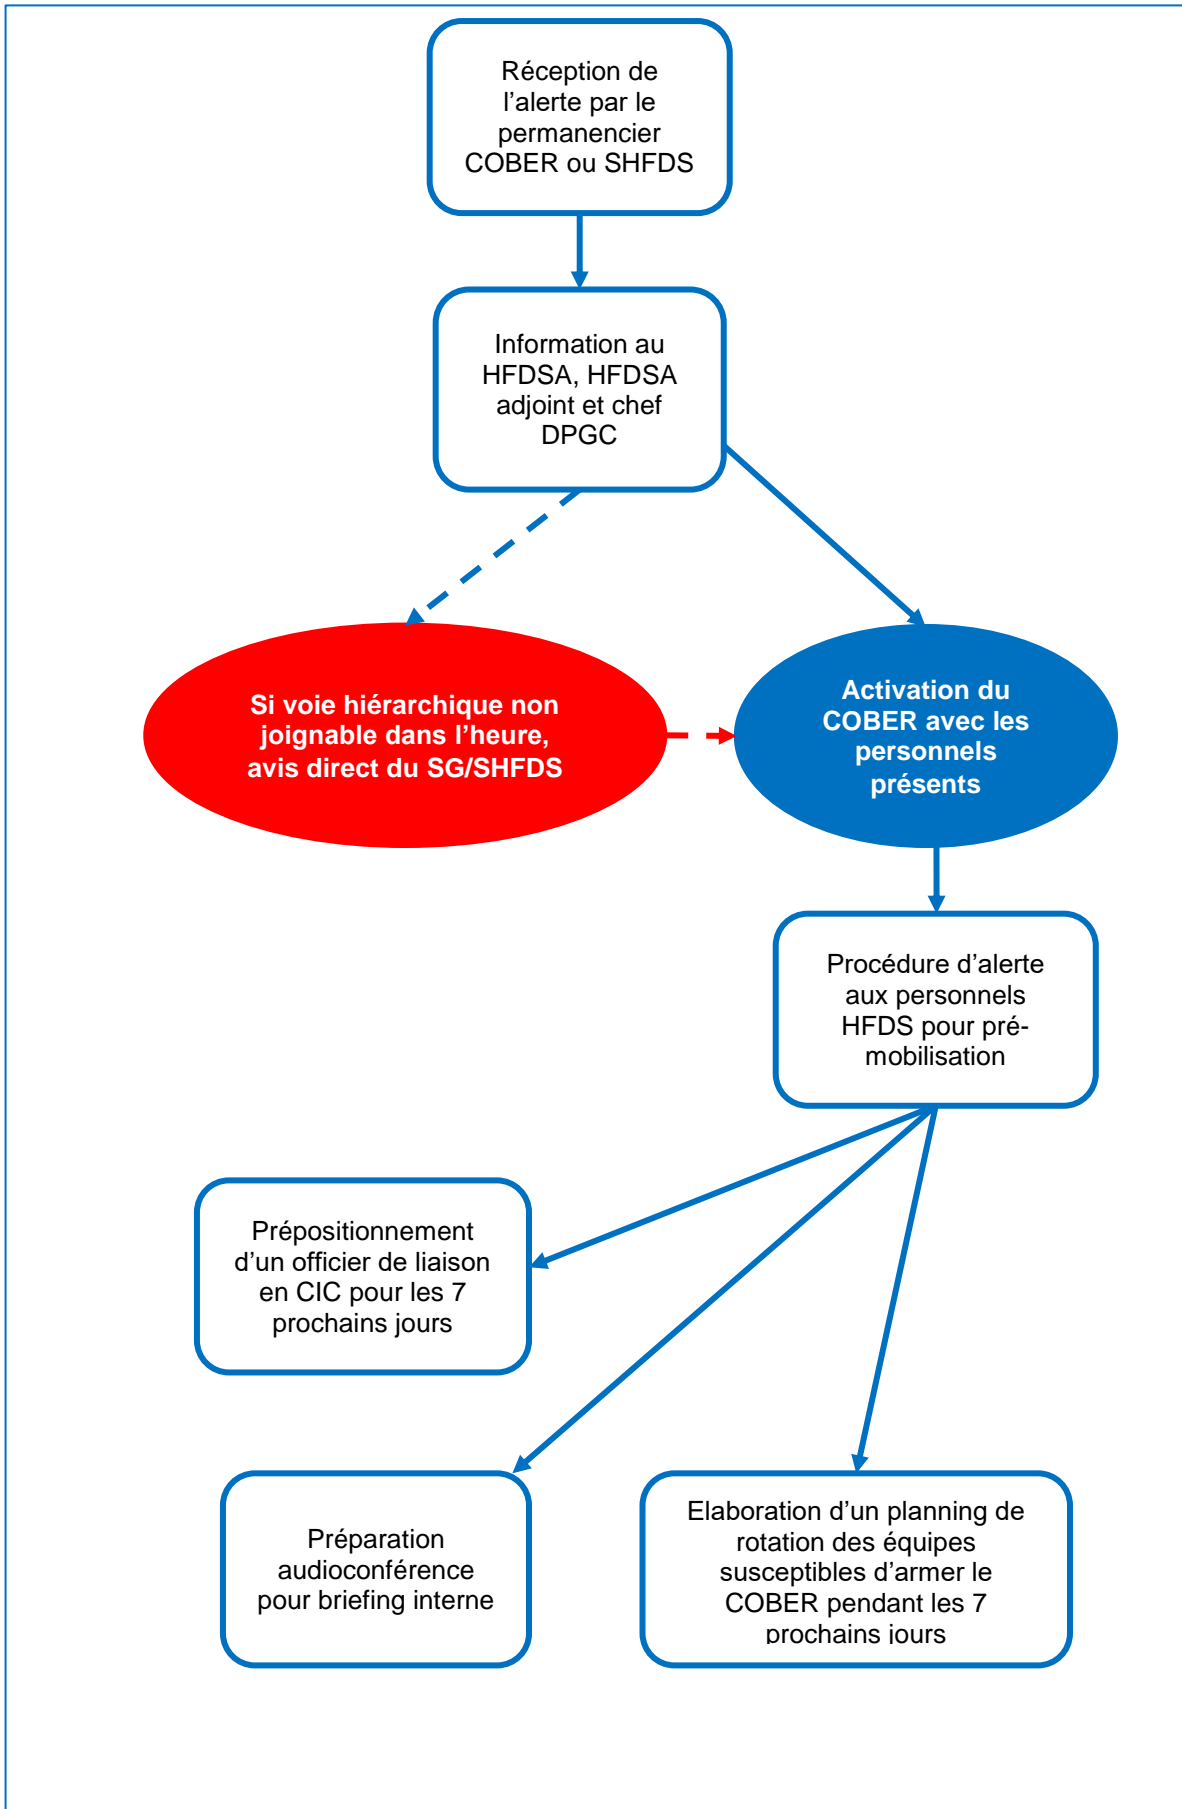 Réception de
l’alerte par le
permanencier
COBER ou SHFDS
Information au
HFDSA, HFDSA
adjoint et chef
DPGC
Si voie hiérarchique non
joignable dans l’heure,
avis direct du SG/SHFDS
Activation du
COBER avec les
personnels
présents
Procédure d’alerte
aux personnels
HFDS pour pré-
mobilisation
Prépositionnement
d’un officier de liaison
en CIC pour les 7
prochains jours
Préparation
audioconférence
pour briefing interne
Elaboration d’un planning de
rotation des équipes
susceptibles d’armer le
COBER pendant les 7
prochains jours